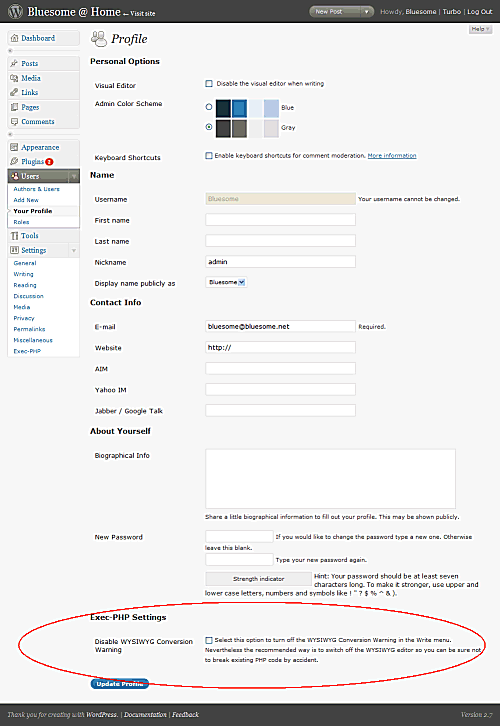 Bluesome @ Home ← Visit site
New Post
Howdy, Bluesome | Turbo | Log Out
Help
Dashboard
Posts
Media
Links
Pages
Comments
Appearance
Plugins 2
Users
Authors & Users
Add New
Your Profile
Roles
Tools
Settings
General
Writing
Reading
Discussion
Media
Privacy
Permalinks
Miscellaneous
Exec-PHP
Profile
Personal Options
Visual Editor
Disable the visual editor when writing
Admin Color Scheme
Blue
Gray
Keyboard Shortcuts
Enable keyboard shortcuts for comment moderation. More information
Name
Username
Bluesome
Your username cannot be changed.
First name
Last name
Nickname
admin
Display name publicly as
Bluesome
Contact Info
E-mail
bluesome@bluesome.net
Required.
Website
http://
AIM
Yahoo IM
Jabber / Google Talk
About Yourself
Biographical Info
Share a little biographical information to fill out your profile. This may be shown publicly.
New Password
If you would like to change the password type a new one. Otherwise
leave this blank.
Type your new password again.
Strength indicator
Hint: Your password should be at least seven
characters long. To make it stronger, use upper and
lower case letters, numbers and symbols like ! " ? $ % ^ & ).
Exec-PHP Settings
Disable WYSIWYG Conversion
Warning
Select this option to turn off the WYSIWYG Conversion Warning in the Write menu.
Nevertheless the recommended way is to switch off the WYSIWYG editor so you can be sure not
to break existing PHP code by accident.
Update Profile
Thank you for creating with WordPress. | Documentation | Feedback
Version 2.7